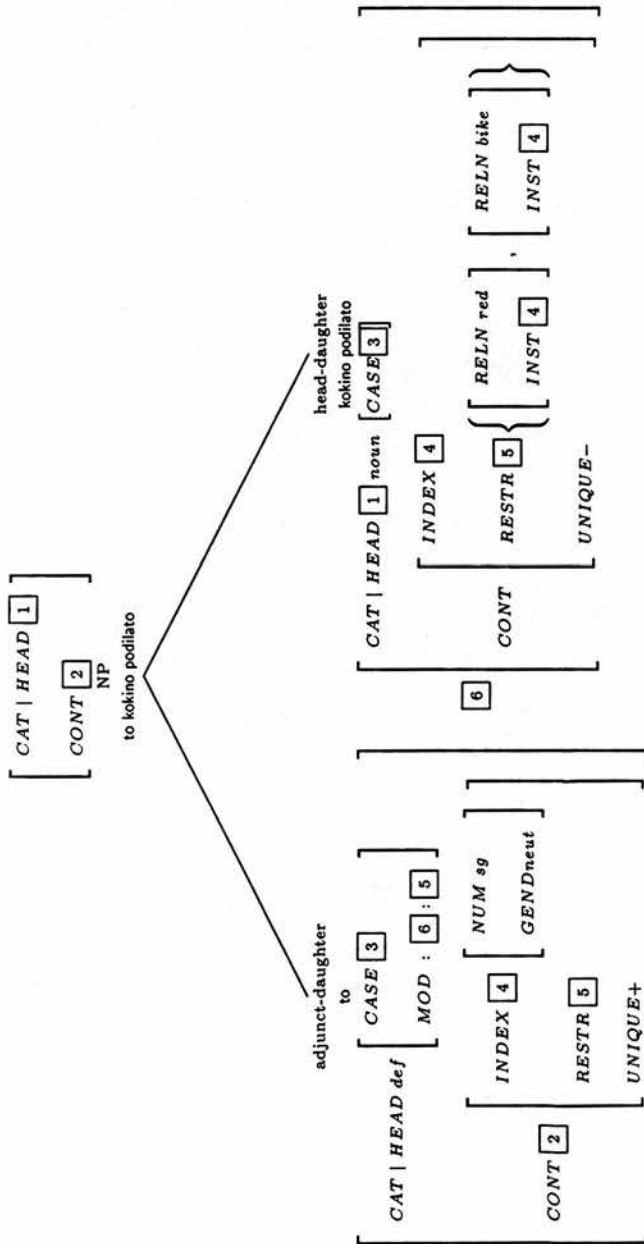 CAT | HEAD 1
CONT 2
NP
to kokino podilato
adjunct-daughter
to
CAT | HEAD def
CASE 3
MOD : 6 : 5
CONT 2
INDEX 4
NUM sg
GENDneut
RESTR 5
UNIQUE+
head-daughter
kokino podilato
6
CAT | HEAD 1 noun [CASE 3]
CONT
INDEX 4
RESTR 5
{ [ RELN red
INST 4 ] ,
[ RELN bike
INST 4 ] }
UNIQUE−